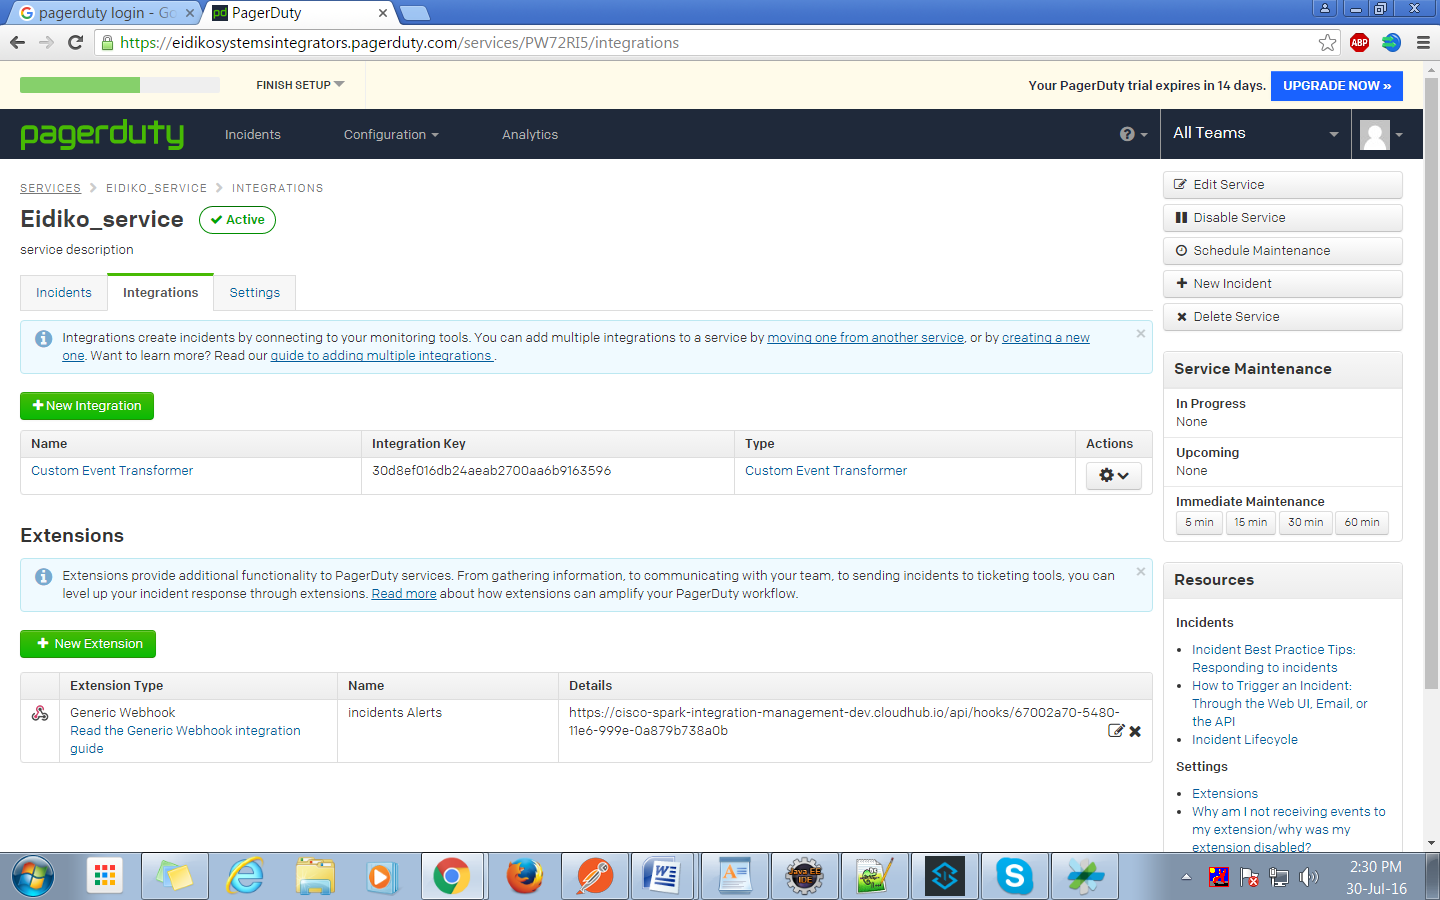 pagerduty login - Go
PagerDuty
https://eidikosystemsintegrators.pagerduty.com/services/PW72RI5/integrations
ABP
FINISH SETUP
Your PagerDuty trial expires in 14 days.
UPGRADE NOW »
pagerduty
Incidents
Configuration
Analytics
?
All Teams
SERVICES > EIDIKO_SERVICE > INTEGRATIONS
Eidiko_service
Active
service description
Incidents
Integrations
Settings
Integrations create incidents by connecting to your monitoring tools. You can add multiple integrations to a service by moving one from another service, or by creating a new
one. Want to learn more? Read our guide to adding multiple integrations .
New Integration
Name
Integration Key
Type
Actions
Custom Event Transformer
30d8ef016db24aeab2700aa6b9163596
Custom Event Transformer
Extensions
Extensions provide additional functionality to PagerDuty services. From gathering information, to communicating with your team, to sending incidents to ticketing tools, you can
level up your incident response through extensions. Read more about how extensions can amplify your PagerDuty workflow.
New Extension
Extension Type
Name
Details
Generic Webhook
Read the Generic Webhook integration
guide
incidents Alerts
https://cisco-spark-integration-management-dev.cloudhub.io/api/hooks/67002a70-5480-
11e6-999e-0a879b738a0b
Edit Service
Disable Service
Schedule Maintenance
New Incident
Delete Service
Service Maintenance
In Progress
None
Upcoming
None
Immediate Maintenance
5 min
15 min
30 min
60 min
Resources
Incidents
Incident Best Practice Tips:
Responding to incidents
How to Trigger an Incident:
Through the Web UI, Email, or
the API
Incident Lifecycle
Settings
Extensions
Why am I not receiving events to
my extension/why was my
extension disabled?
Java EE
IDE
2:30 PM
30-Jul-16